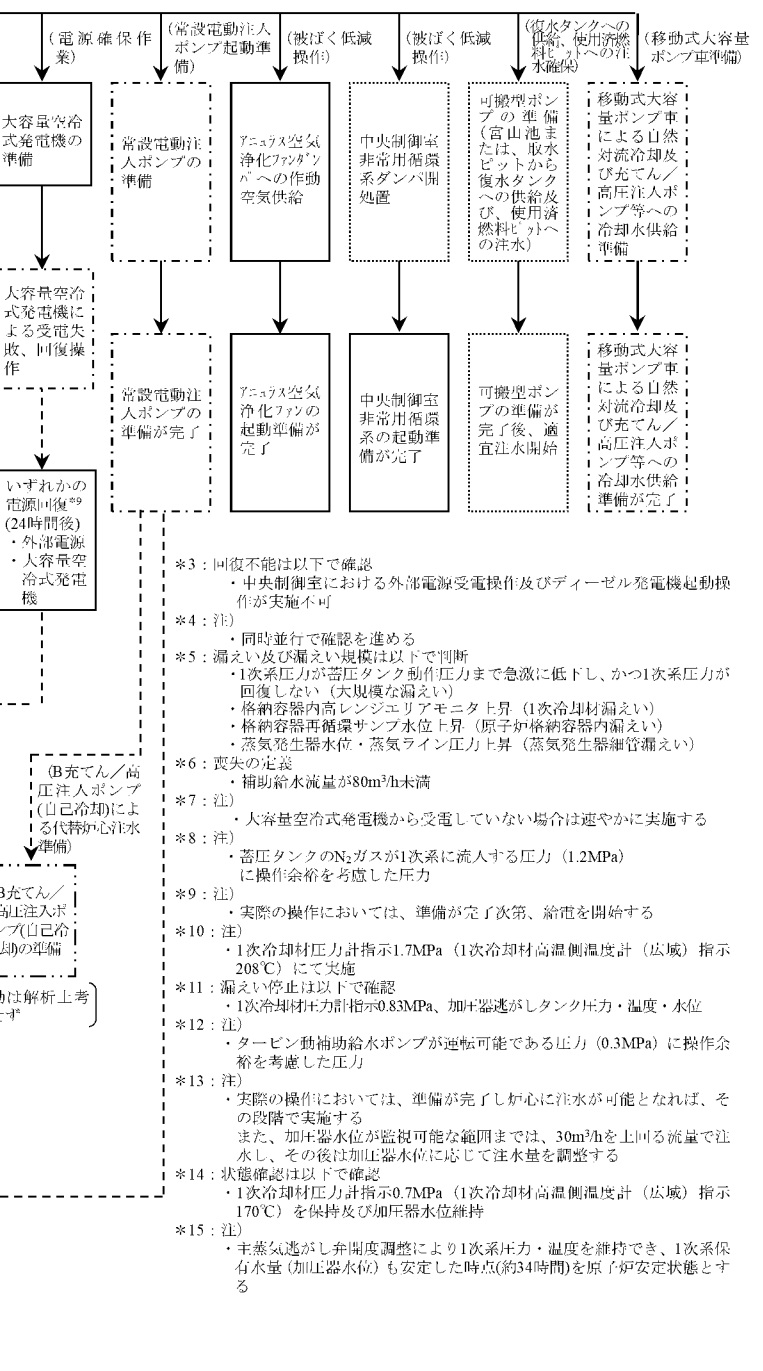 (電源確保作
業)
大容量空冷
式発電機の
準備
大容量空冷
式発電機に
よる受電失
敗、回復操
作
いずれかの
電源回復*9
(24時間後)
・外部電源
・大容量空
冷式発電
機
(常設電動注入
ポンプ起動準
備)
常設電動注
入ポンプの
準備
常設電動注
入ポンプの
準備が完了
(被ばく低減
操作)
アニュラス空気
浄化ファンダン
パへの作動
空気供給
アニュラス空気
浄化ファンの
起動準備が
完了
(被ばく低減
操作)
中央制御室
非常用循環
系ダンパ開
処置
中央制御室
非常用循環
系の起動準
備が完了
(復水タンクへの
供給、使用済燃
料ピットへの注
水確保)
可搬型ポン
プの準備
(宮山池ま
たは、取水
ピットから
復水タンク
への供給及
び、使用済
燃料ピットへ
の注水)
可搬型ポン
プの準備が
完了後、適
宜注水開始
(移動式大容量
ポンプ車準備)
移動式大容
量ポンプ車
による自然
対流冷却及
び充てん／
高圧注入ポ
ンプ等への
冷却水供給
準備
移動式大容
量ポンプ車
による自然
対流冷却及
び充てん／
高圧注入ポ
ンプ等への
冷却水供給
準備が完了
(B充てん／高
圧注入ポンプ
(自己冷却)によ
る代替炉心注水
準備)
B充てん／
高圧注入ポ
ンプ(自己冷
却)の準備
動は解析上考
せず
*3：回復不能は以下で確認
・中央制御室における外部電源受電操作及びディーゼル発電機起動操
作が実施不可
*4：注)
・同時並行で確認を進める
*5：漏えい及び漏えい規模は以下で判断
・1次系圧力が蓄圧タンク動作圧力まで急激に低下し、かつ1次系圧力が
回復しない（大規模な漏えい）
・格納容器内高レンジエリアモニタ上昇（1次冷却材漏えい）
・格納容器再循環サンプ水位上昇（原子炉格納容器内漏えい）
・蒸気発生器水位・蒸気ライン圧力上昇（蒸気発生器細管漏えい）
*6：喪失の定義
・補助給水流量が80m³/h未満
*7：注)
・大容量空冷式発電機から受電していない場合は速やかに実施する
*8：注)
・蓄圧タンクのN₂ガスが1次系に流入する圧力（1.2MPa）
に操作余裕を考慮した圧力
*9：注)
・実際の操作においては、準備が完了次第、給電を開始する
*10：注)
・1次冷却材圧力計指示1.7MPa（1次冷却材高温側温度計（広域）指示
208℃）にて実施
*11：漏えい停止は以下で確認
・1次冷却材圧力計指示0.83MPa、加圧器逃がしタンク圧力・温度・水位
*12：注)
・タービン動補助給水ポンプが運転可能である圧力（0.3MPa）に操作余
裕を考慮した圧力
*13：注)
・実際の操作においては、準備が完了し炉心に注水が可能となれば、そ
の段階で実施する
また、加圧器水位が監視可能な範囲までは、30m³/hを上回る流量で注
水し、その後は加圧器水位に応じて注水量を調整する
*14：状態確認は以下で確認
・1次冷却材圧力計指示0.7MPa（1次冷却材高温側温度計（広域）指示
170℃）を保持及び加圧器水位維持
*15：注)
・主蒸気逃がし弁開度調整により1次系圧力・温度を維持でき、1次系保
有水量（加圧器水位）も安定した時点(約34時間)を原子炉安定状態とす
る